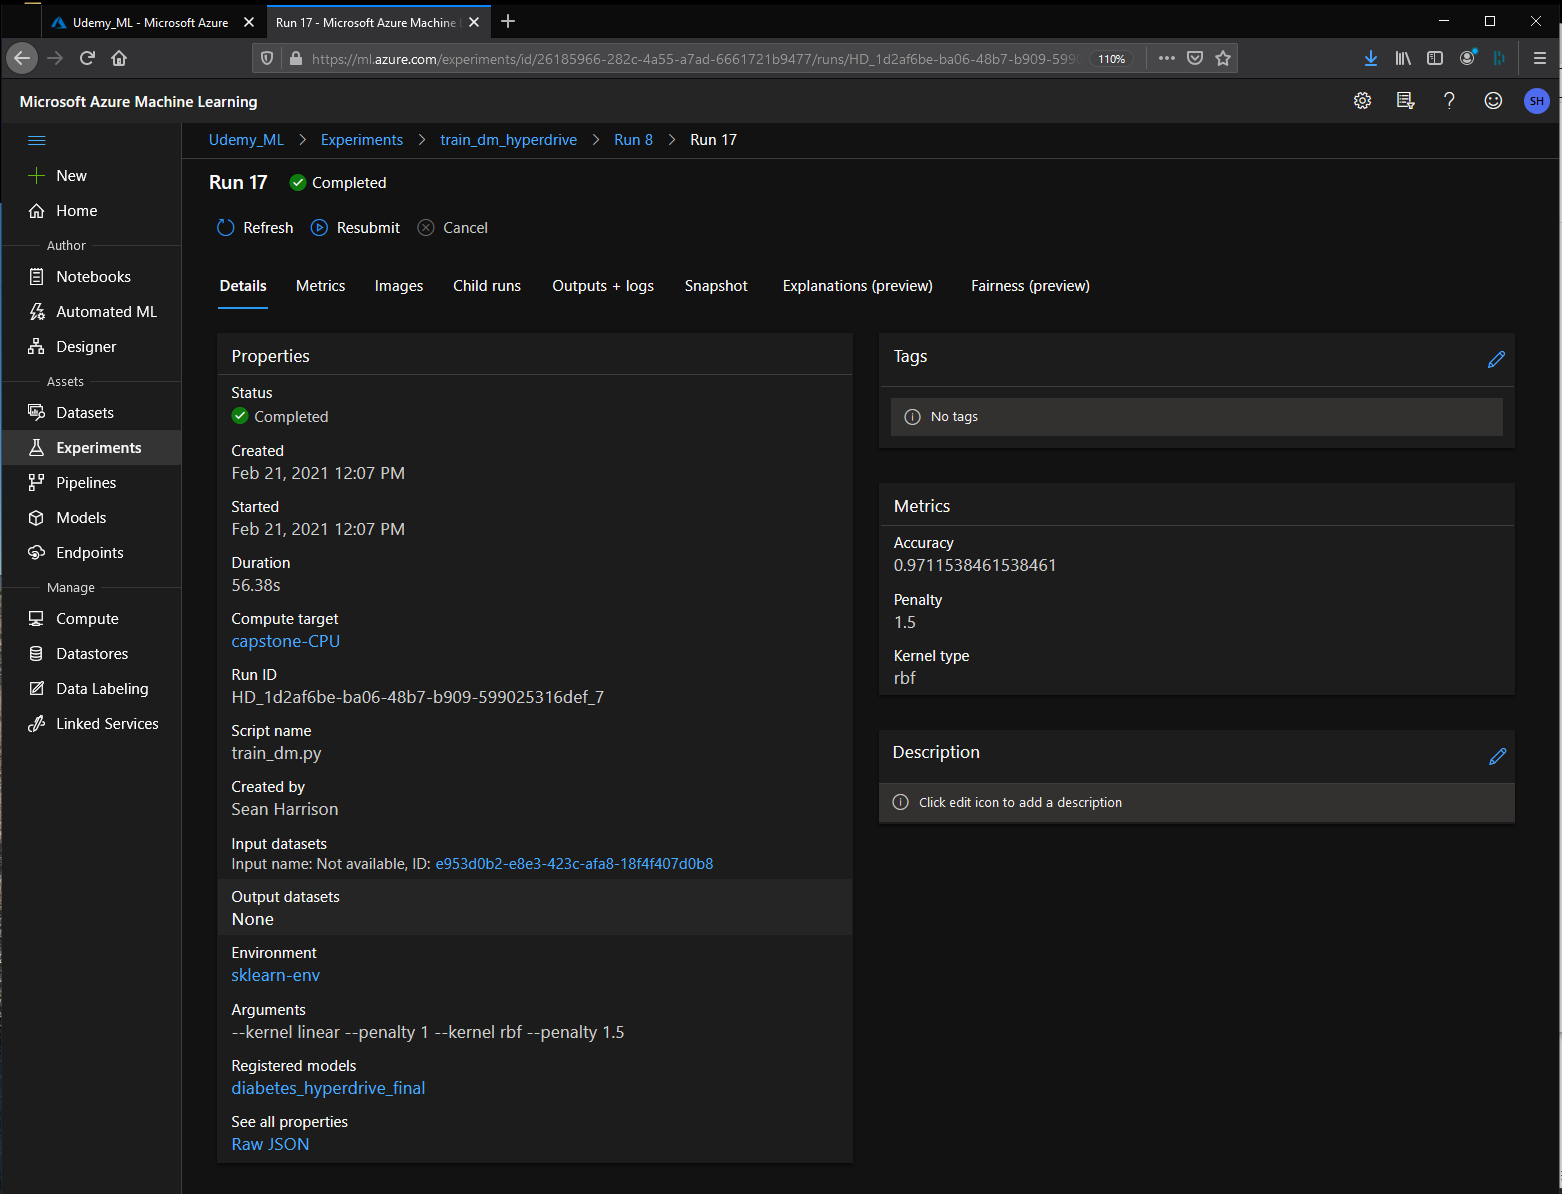 Udemy_ML - Microsoft Azure
Run 17 - Microsoft Azure Machine
https://ml.azure.com/experiments/id/26185966-282c-4a55-a7ad-6661721b9477/runs/HD_1d2af6be-ba06-48b7-b909-599
110%
Microsoft Azure Machine Learning
SH
Udemy_ML > Experiments > train_dm_hyperdrive > Run 8 > Run 17
New
Home
Author
Notebooks
Automated ML
Designer
Assets
Datasets
Experiments
Pipelines
Models
Endpoints
Manage
Compute
Datastores
Data Labeling
Linked Services
Run 17 Completed
Refresh Resubmit Cancel
Details Metrics Images Child runs Outputs + logs Snapshot Explanations (preview) Fairness (preview)
Properties
Status
Completed
Created
Feb 21, 2021 12:07 PM
Started
Feb 21, 2021 12:07 PM
Duration
56.38s
Compute target
capstone-CPU
Run ID
HD_1d2af6be-ba06-48b7-b909-599025316def_7
Script name
train_dm.py
Created by
Sean Harrison
Input datasets
Input name: Not available, ID: e953d0b2-e8e3-423c-afa8-18f4f407d0b8
Output datasets
None
Environment
sklearn-env
Arguments
--kernel linear --penalty 1 --kernel rbf --penalty 1.5
Registered models
diabetes_hyperdrive_final
See all properties
Raw JSON
Tags
No tags
Metrics
Accuracy
0.9711538461538461
Penalty
1.5
Kernel type
rbf
Description
Click edit icon to add a description